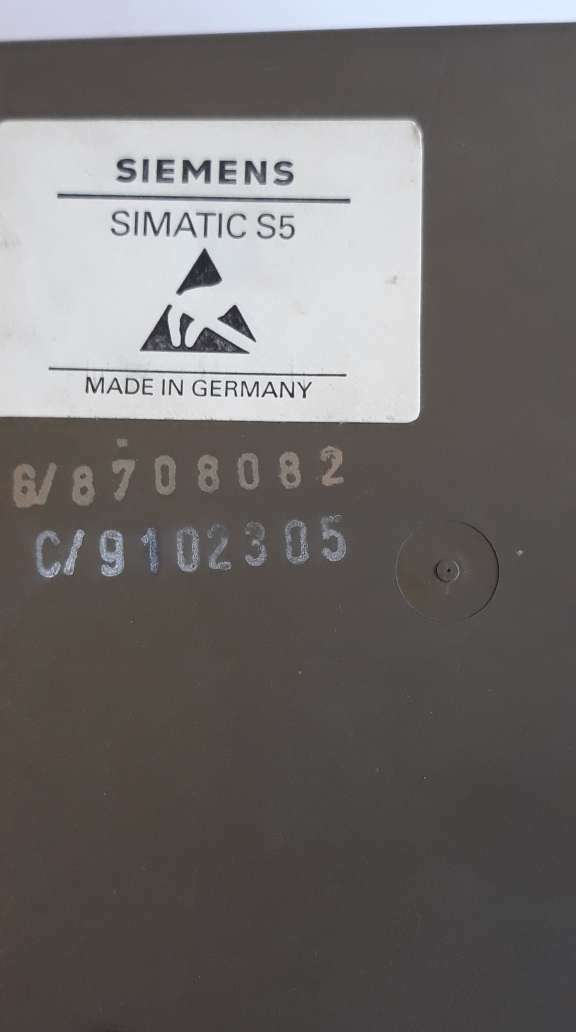 SIEMENS
SIMATIC S5
MADE IN GERMANY
6/8708082
C/9102305